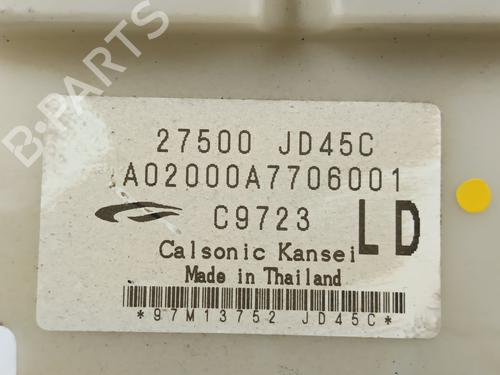 B-PARTS
27500 JD45C
A02000A7706001
C9723
LD
Calsonic Kansei
Made in Thailand
*97M13752 JD45C*